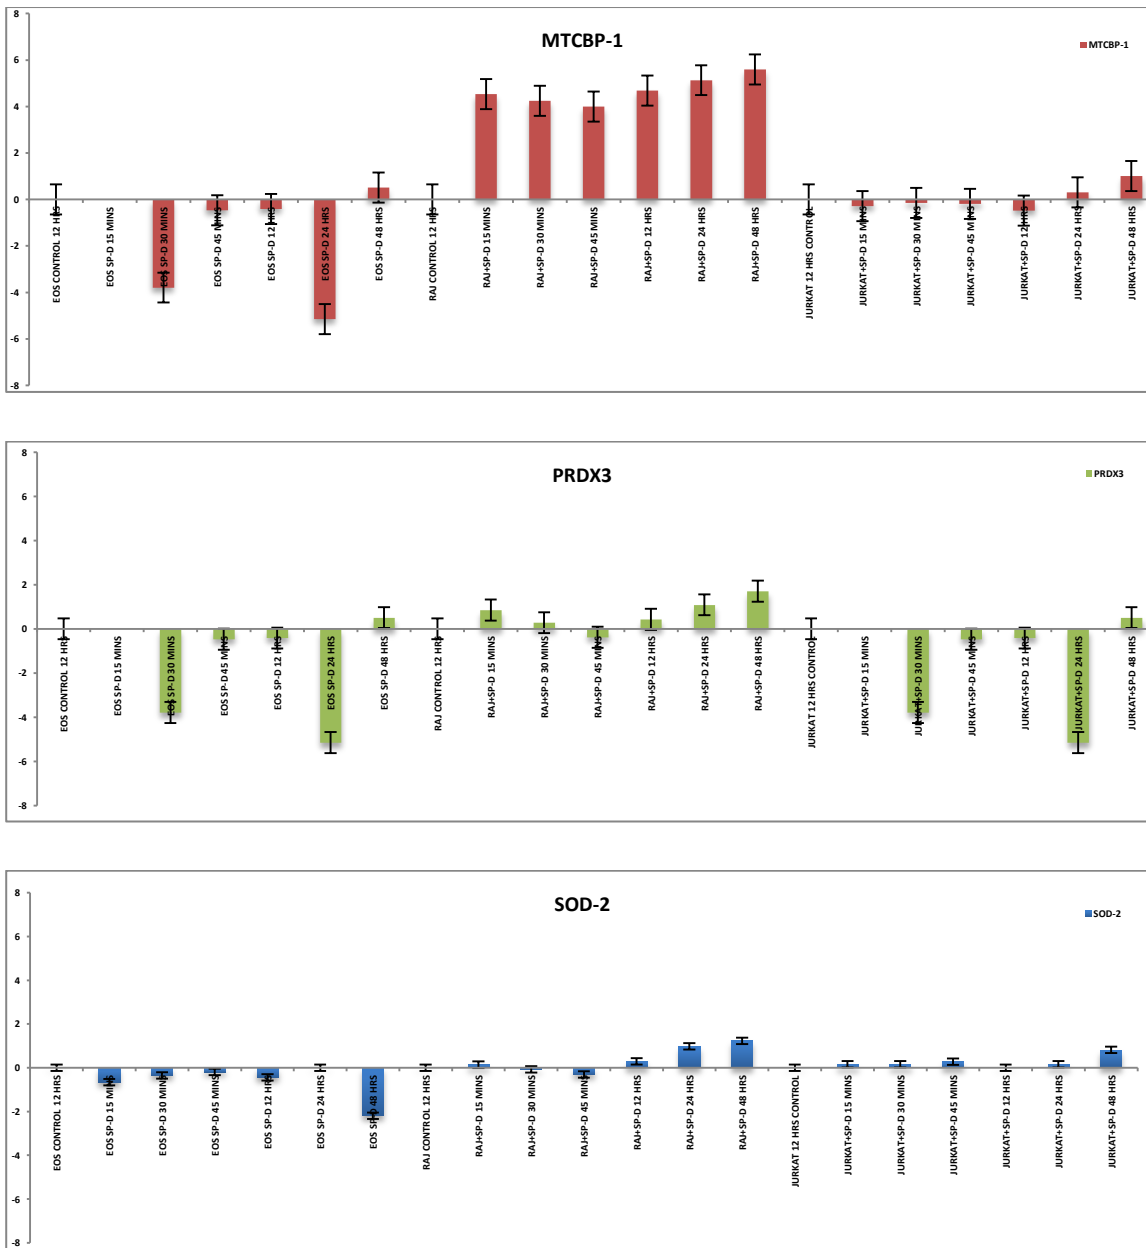 MTCBP-1
MTCBP-1
8
6
4
2
0
-2
-4
-6
-8
EOS CONTROL 12 HRS
EOS SP-D 15 MINS
EOS SP-D 30 MINS
EOS SP-D 45 MINS
EOS SP-D 12 HRS
EOS SP-D 24 HRS
EOS SP-D 48 HRS
RAJ CONTROL 12 HRS
RAJ+SP-D 15 MINS
RAJ+SP-D 30 MINS
RAJ+SP-D 45 MINS
RAJ+SP-D 12 HRS
RAJ+SP-D 24 HRS
RAJ+SP-D 48 HRS
JURKAT 12 HRS CONTROL
JURKAT+SP-D 15 MINS
JURKAT+SP-D 30 MINS
JURKAT+SP-D 45 MINS
JURKAT+SP-D 12 HRS
JURKAT+SP-D 24 HRS
JURKAT+SP-D 48 HRS
PRDX3
PRDX3
8
6
4
2
0
-2
-4
-6
-8
EOS CONTROL 12 HRS
EOS SP-D 15 MINS
EOS SP-D 30 MINS
EOS SP-D 45 MINS
EOS SP-D 12 HRS
EOS SP-D 24 HRS
EOS SP-D 48 HRS
RAJ CONTROL 12 HRS
RAJ+SP-D 15 MINS
RAJ+SP-D 30 MINS
RAJ+SP-D 45 MINS
RAJ+SP-D 12 HRS
RAJ+SP-D 24 HRS
RAJ+SP-D 48 HRS
JURKAT 12 HRS CONTROL
JURKAT+SP-D 15 MINS
JURKAT+SP-D 30 MINS
JURKAT+SP-D 45 MINS
JURKAT+SP-D 12 HRS
JURKAT+SP-D 24 HRS
JURKAT+SP-D 48 HRS
SOD-2
SOD-2
8
6
4
2
0
-2
-4
-6
-8
EOS CONTROL 12 HRS
EOS SP-D 15 MINS
EOS SP-D 30 MINS
EOS SP-D 45 MINS
EOS SP-D 12 HRS
EOS SP-D 24 HRS
EOS SP-D 48 HRS
RAJ CONTROL 12 HRS
RAJ+SP-D 15 MINS
RAJ+SP-D 30 MINS
RAJ+SP-D 45 MINS
RAJ+SP-D 12 HRS
RAJ+SP-D 24 HRS
RAJ+SP-D 48 HRS
JURKAT 12 HRS CONTROL
JURKAT+SP-D 15 MINS
JURKAT+SP-D 30 MINS
JURKAT+SP-D 45 MINS
JURKAT+SP-D 12 HRS
JURKAT+SP-D 24 HRS
JURKAT+SP-D 48 HRS